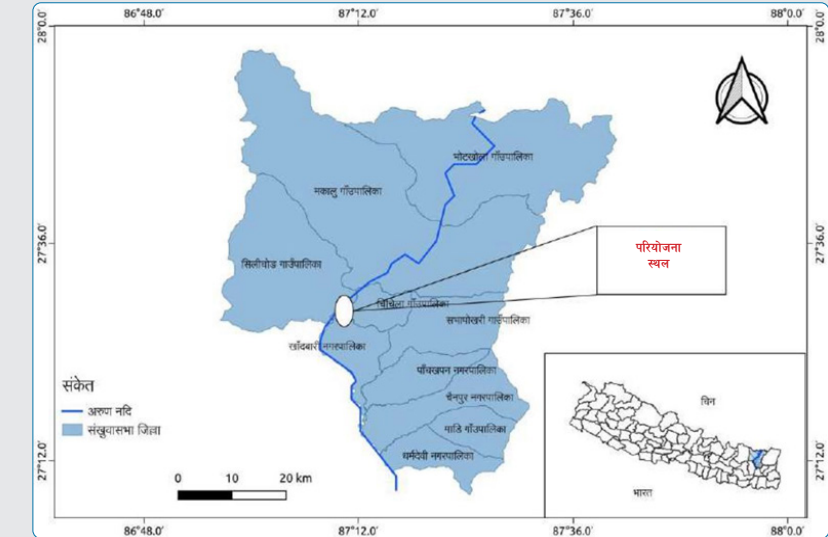 86°48.0' 87°12.0' 87°36.0' 88°0.0'
28°0.0' 28°0.0'
भोटखोला गाँउपालिका
मकालु गाँउपालिका
27°36.0' 27°36.0'
परियोजना
स्थल
सिलीचोङ गाउँपालिका
चिचिला गाँउपालिका
सभापोखरी गाउँपालिका
खाँदबारी नगरपालिका
पाँचखपन नगरपालिका
चैनपुर नगरपालिका
मादि गाँउपालिका
धर्मदेवी नगरपालिका
संकेत
अरुण नदि
संखुवासभा जिल्ला
0 10 20 km
चिन
भारत
27°12.0' 27°12.0'
86°48.0' 87°12.0' 87°36.0' 88°0.0'